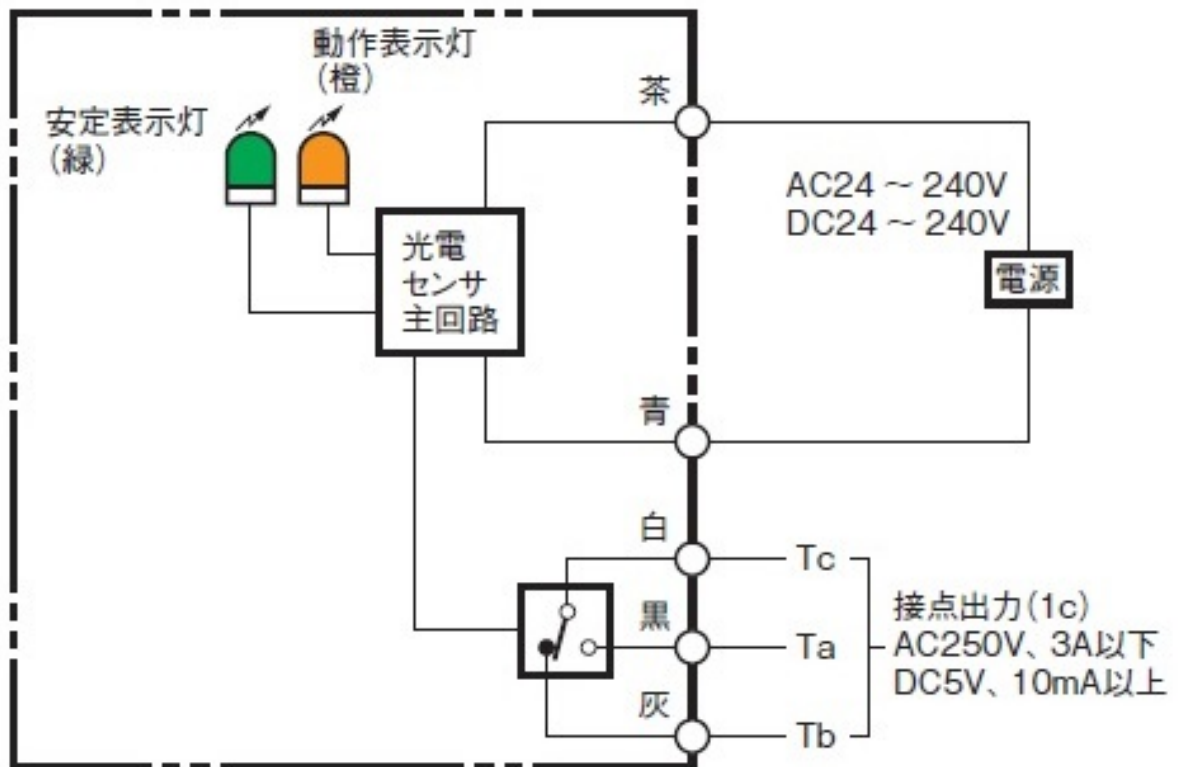 動作表示灯
(橙)
安定表示灯
(緑)
茶
AC24 ～ 240V
DC24 ～ 240V
電源
光電
センサ
主回路
青
白
Tc
黒
Ta
接点出力(1c)
AC250V、3A以下
DC5V、10mA以上
灰
Tb